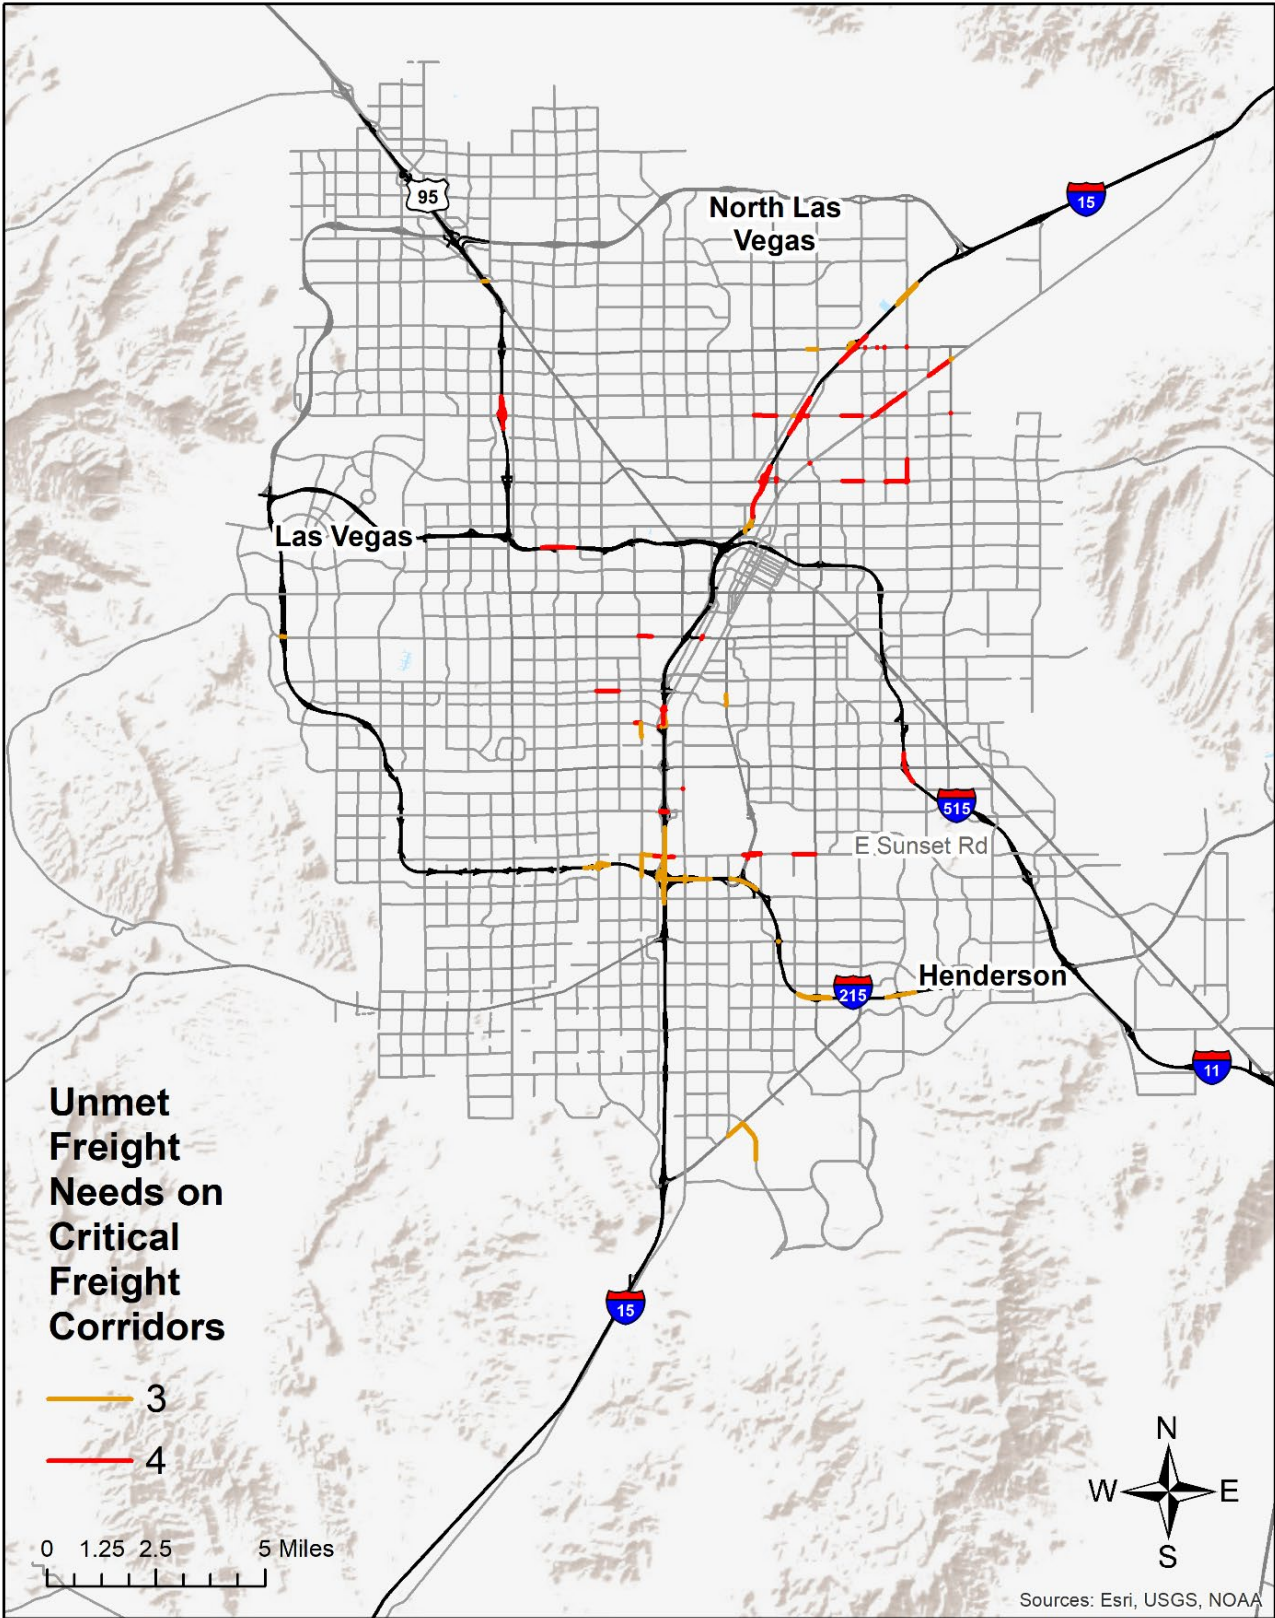 95
North Las
Vegas
15
Las Vegas
515
E Sunset Rd
Henderson
215
11
15
Unmet
Freight
Needs on
Critical
Freight
Corridors
3
4
0 1.25 2.5 5 Miles
N
W E
S
Sources: Esri, USGS, NOAA